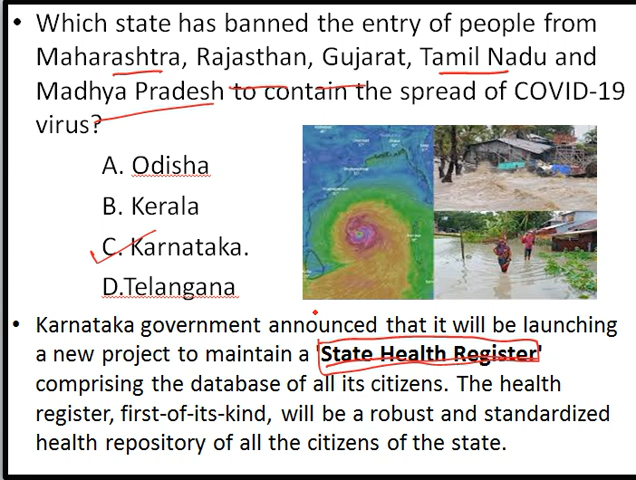 • Which state has banned the entry of people from
Maharashtra, Rajasthan, Gujarat, Tamil Nadu and
Madhya Pradesh to contain the spread of COVID-19
virus?
A. Odisha
B. Kerala
C. Karnataka.
D.Telangana
• Karnataka government announced that it will be launching
a new project to maintain a 'State Health Register'
comprising the database of all its citizens. The health
register, first-of-its-kind, will be a robust and standardized
health repository of all the citizens of the state.